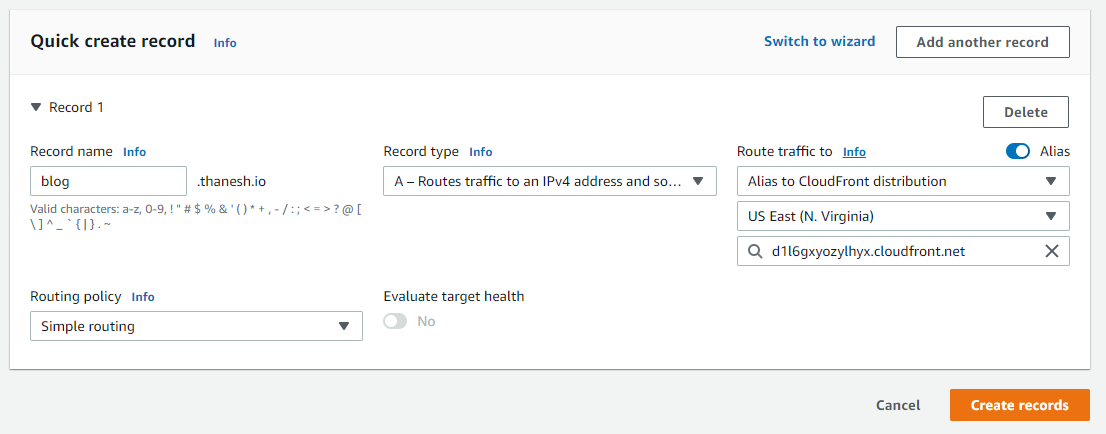 Quick create record Info Switch to wizard Add another record
Record 1 Delete
Record name Info Record type Info Route traffic to Info Alias
blog .thanesh.io A – Routes traffic to an IPv4 address and so... Alias to CloudFront distribution
Valid characters: a-z, 0-9, ! " # $ % & ' ( ) * + , - / : ; < = > ? @ [
\ ] ^ _ ` { | } . ~
US East (N. Virginia)
d1l6gxyozylhyx.cloudfront.net
Routing policy Info Evaluate target health
Simple routing No
Cancel Create records